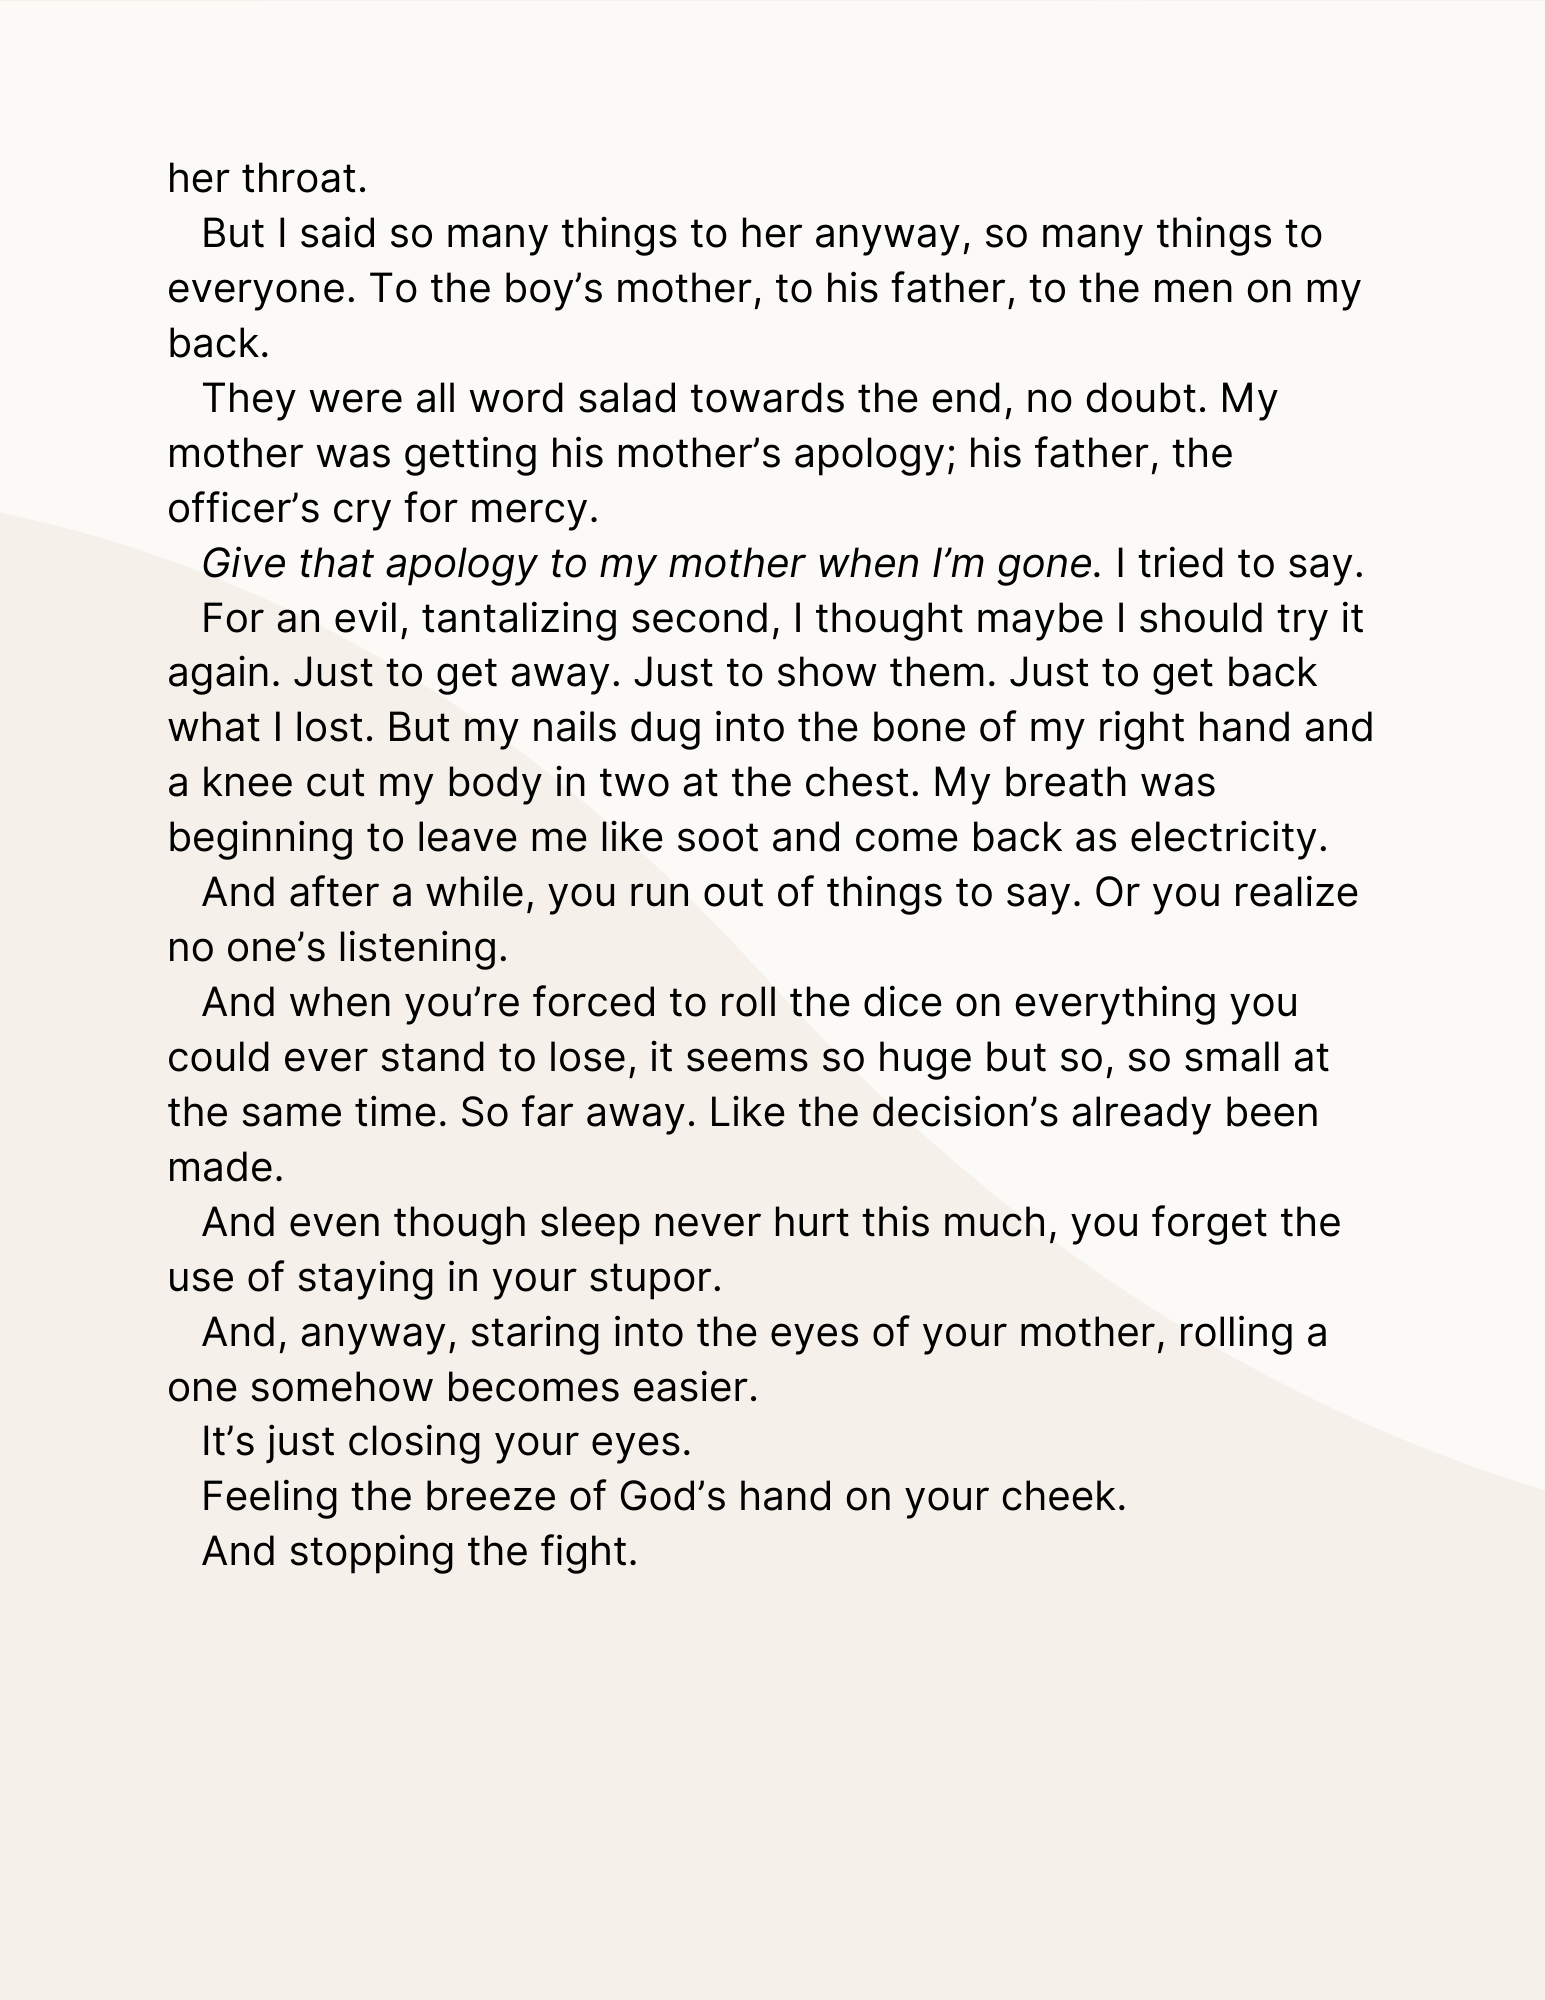 her throat.
But I said so many things to her anyway, so many things to
everyone. To the boy’s mother, to his father, to the men on my
back.
They were all word salad towards the end, no doubt. My
mother was getting his mother’s apology; his father, the
officer’s cry for mercy.
Give that apology to my mother when I’m gone. I tried to say.
For an evil, tantalizing second, I thought maybe I should try it
again. Just to get away. Just to show them. Just to get back
what I lost. But my nails dug into the bone of my right hand and
a knee cut my body in two at the chest. My breath was
beginning to leave me like soot and come back as electricity.
And after a while, you run out of things to say. Or you realize
no one’s listening.
And when you’re forced to roll the dice on everything you
could ever stand to lose, it seems so huge but so, so small at
the same time. So far away. Like the decision’s already been
made.
And even though sleep never hurt this much, you forget the
use of staying in your stupor.
And, anyway, staring into the eyes of your mother, rolling a
one somehow becomes easier.
It’s just closing your eyes.
Feeling the breeze of God’s hand on your cheek.
And stopping the fight.